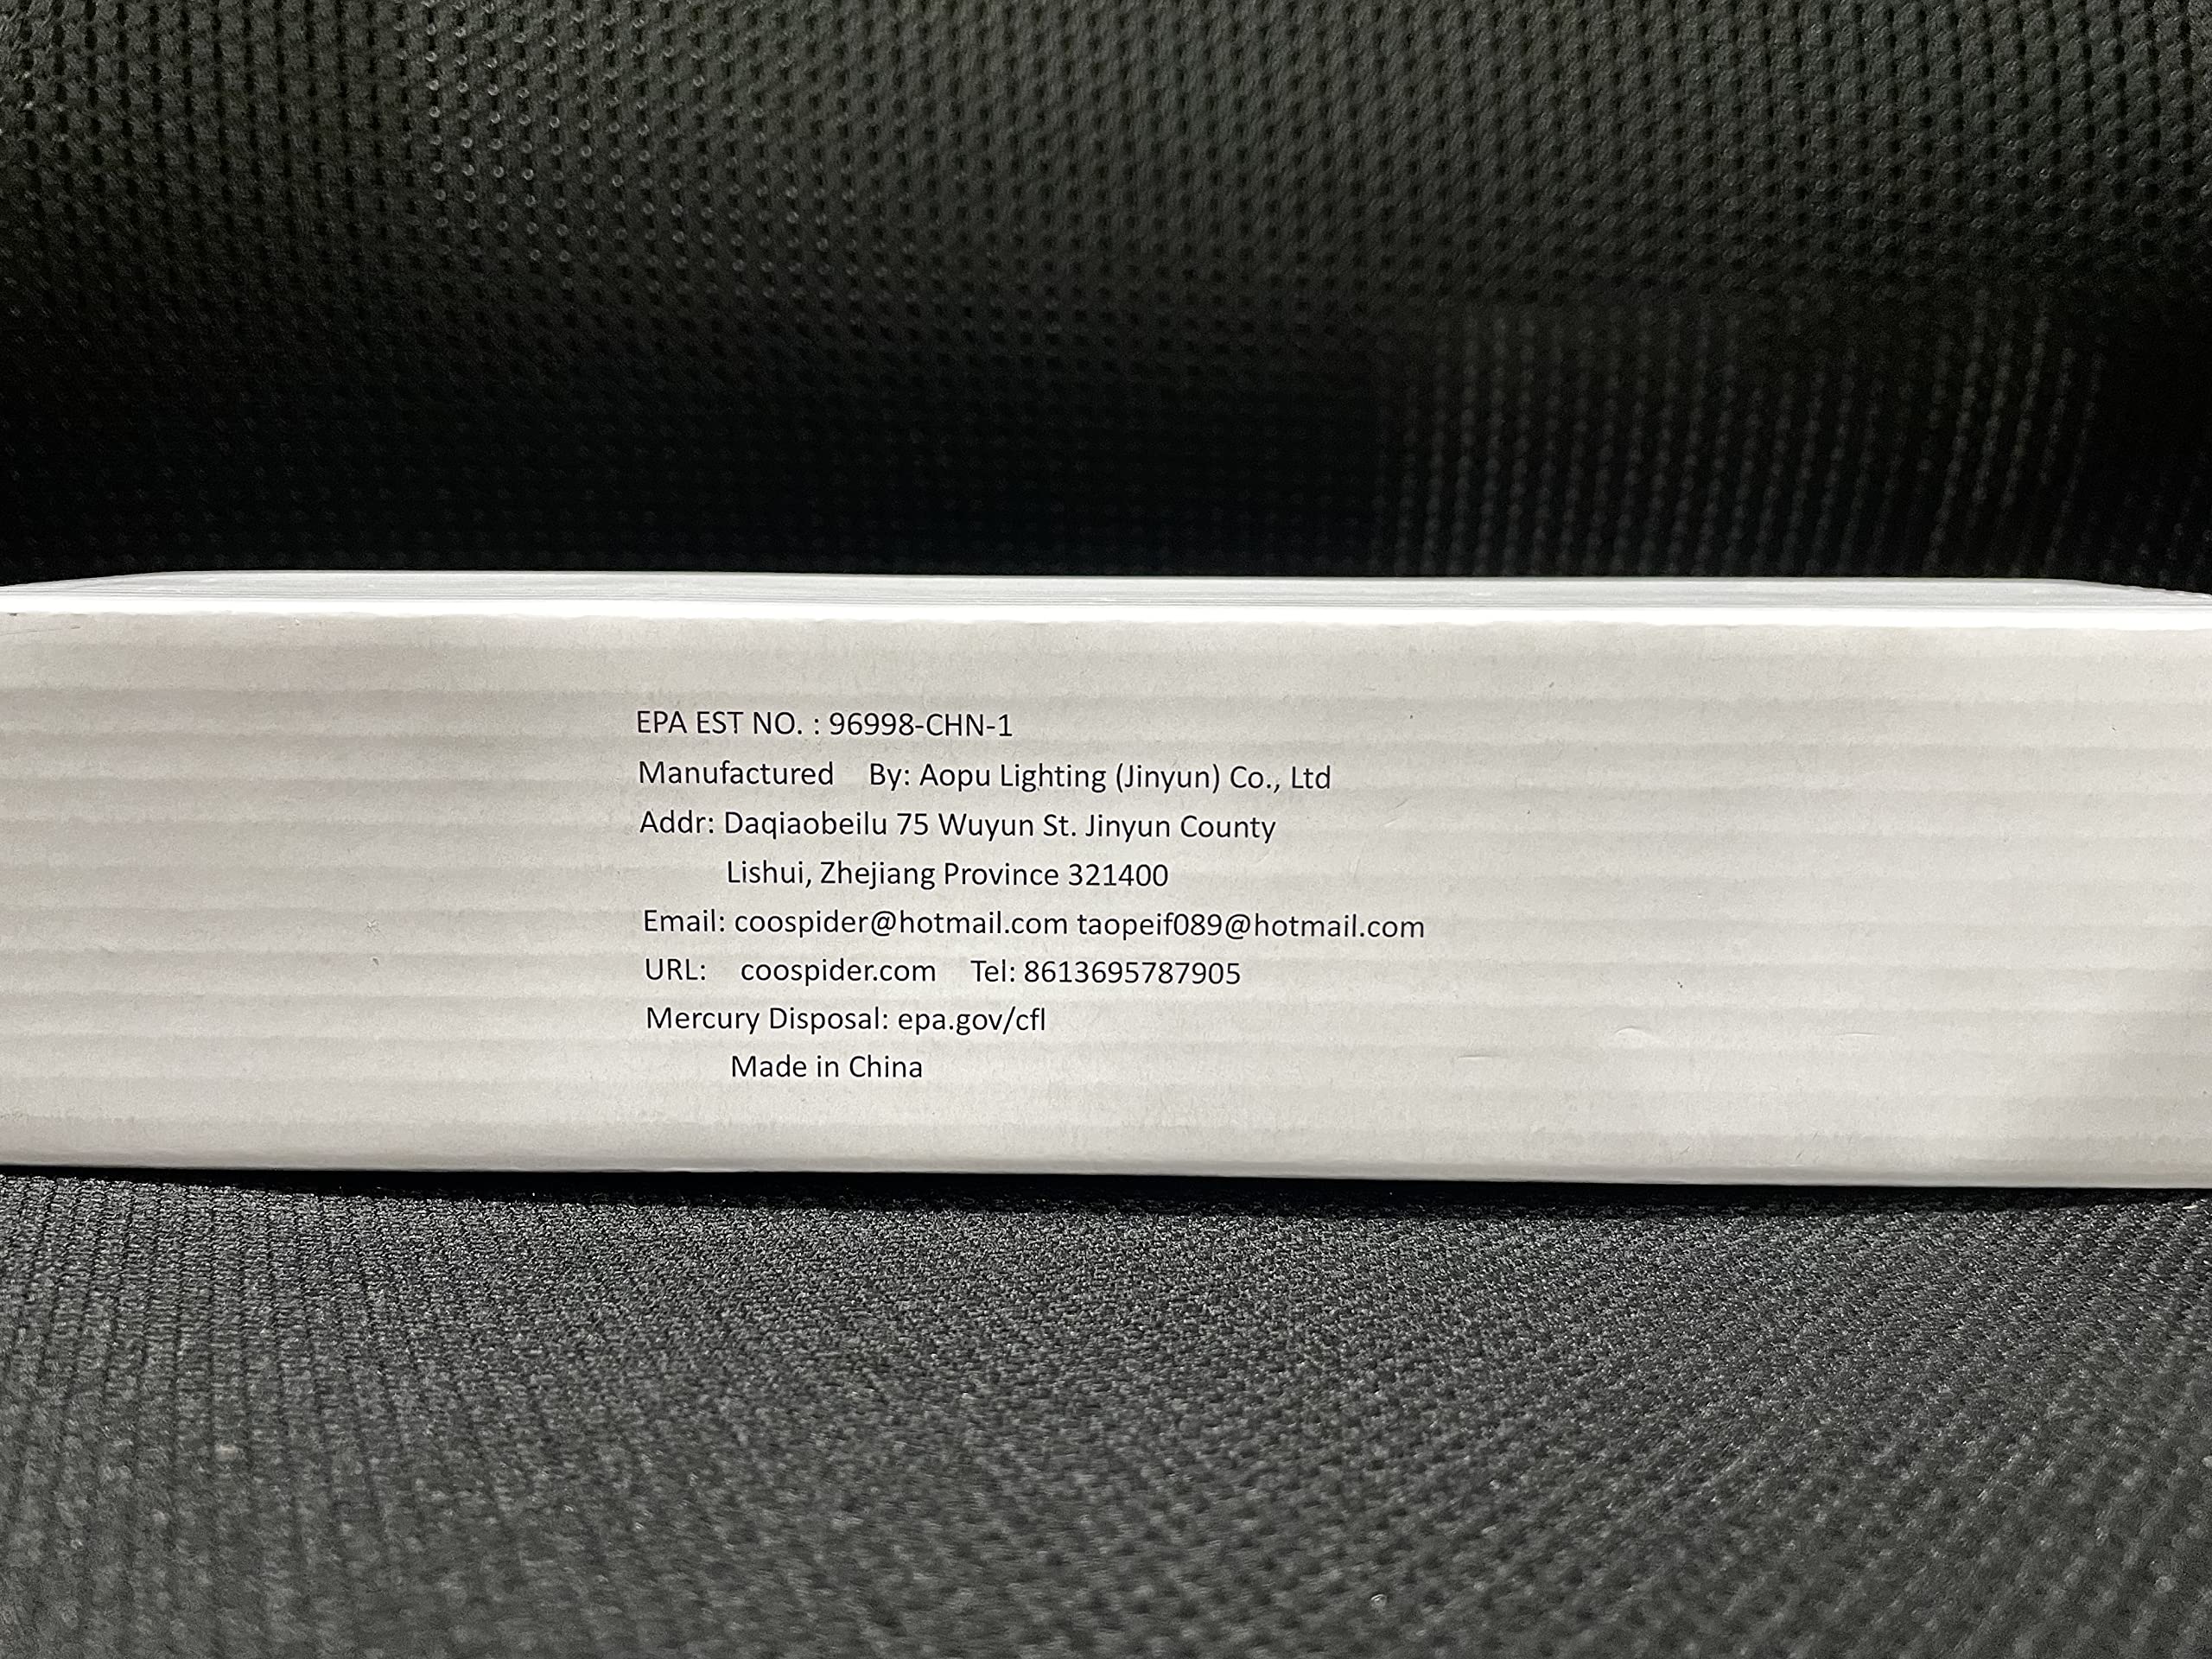 EPA EST NO. : 96998-CHN-1
Manufactured By: Aopu Lighting (Jinyun) Co., Ltd
Addr: Daqiaobeilu 75 Wuyun St. Jinyun County
Lishui, Zhejiang Province 321400
Email: coospider@hotmail.com taopeif089@hotmail.com
URL: coospider.com Tel: 8613695787905
Mercury Disposal: epa.gov/cfl
Made in China